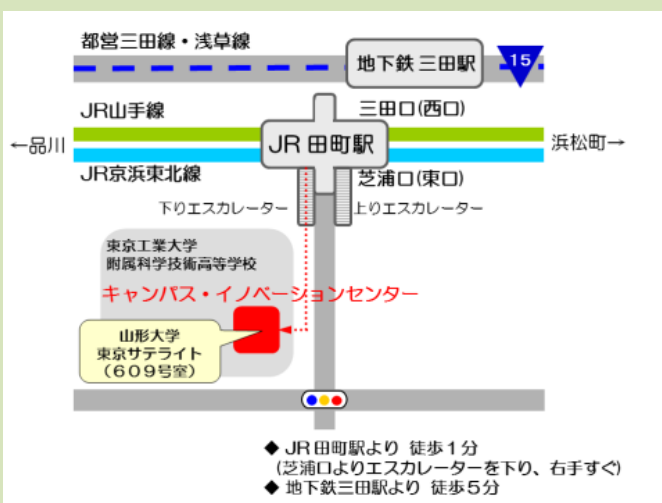 都営三田線・浅草線
地下鉄 三田駅
15
JR山手線
三田口(西口)
←品川
JR 田町駅
浜松町→
JR京浜東北線
芝浦口(東口)
下りエスカレーター
上りエスカレーター
東京工業大学
附属科学技術高等学校
キャンパス・イノベーションセンター
山形大学
東京サテライト
（６０９号室）
◆ JR 田町駅より 徒歩１分
(芝浦口よりエスカレーターを下り、右手すぐ)
◆ 地下鉄三田駅より 徒歩５分